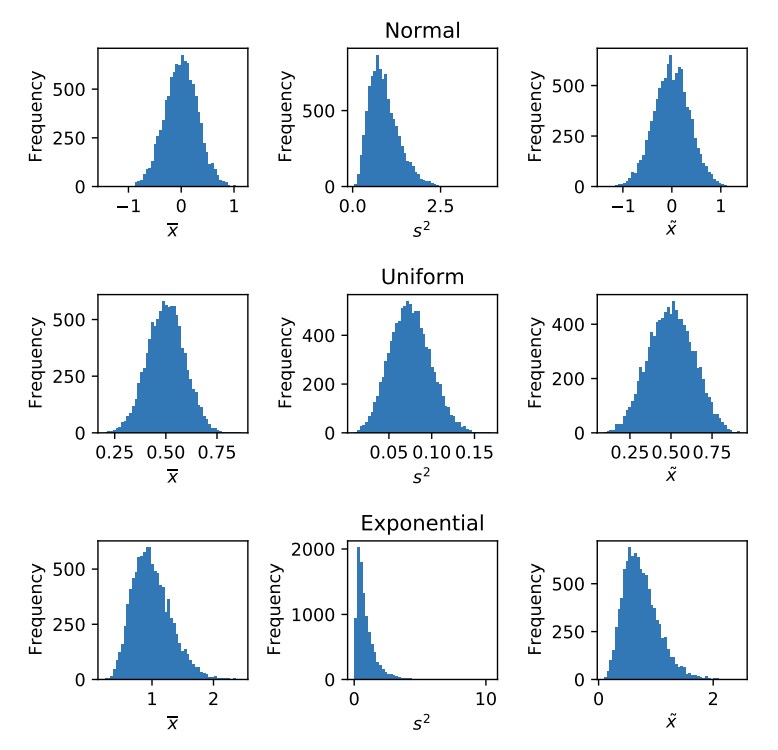 Normal
Frequency Frequency Frequency
500 500 500
250 250
0 0 0
−1 0 1 0.0 2.5 −1 0 1
x̅ s² x̃
Uniform
Frequency Frequency Frequency
500 400 400
250 200 200
0 0 0
0.25 0.50 0.75 0.05 0.10 0.15 0.25 0.50 0.75
x̅ s² x̃
Exponential
Frequency Frequency Frequency
500 2000 500
250 1000 250
0 0 0
1 2 0 10 0 2
x̅ s² x̃